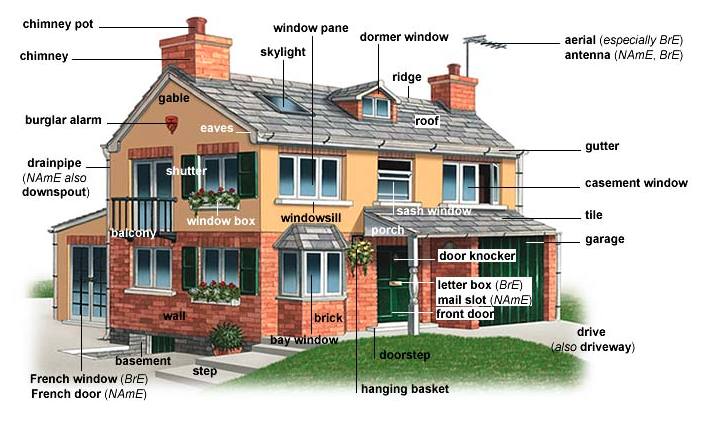 chimney pot
window pane
dormer window
skylight
aerial (especially BrE)
antenna (NAmE, BrE)
chimney
ridge
gable
roof
burglar alarm
eaves
gutter
drainpipe
(NAmE also
downspout)
shutter
casement window
window box
windowsill
sash window
tile
balcony
porch
garage
door knocker
letter box (BrE)
mail slot (NAmE)
front door
wall
brick
bay window
drive
(also driveway)
basement
doorstep
step
French window (BrE)
French door (NAmE)
hanging basket